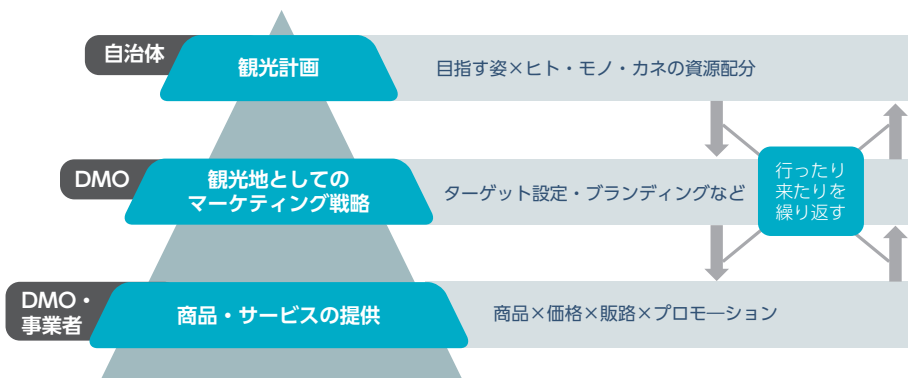 自治体
観光計画
目指す姿×ヒト・モノ・カネの資源配分
DMO
観光地としての
マーケティング戦略
ターゲット設定・ブランディングなど
行ったり
来たりを
繰り返す
DMO・
事業者
商品・サービスの提供
商品×価格×販路×プロモーション